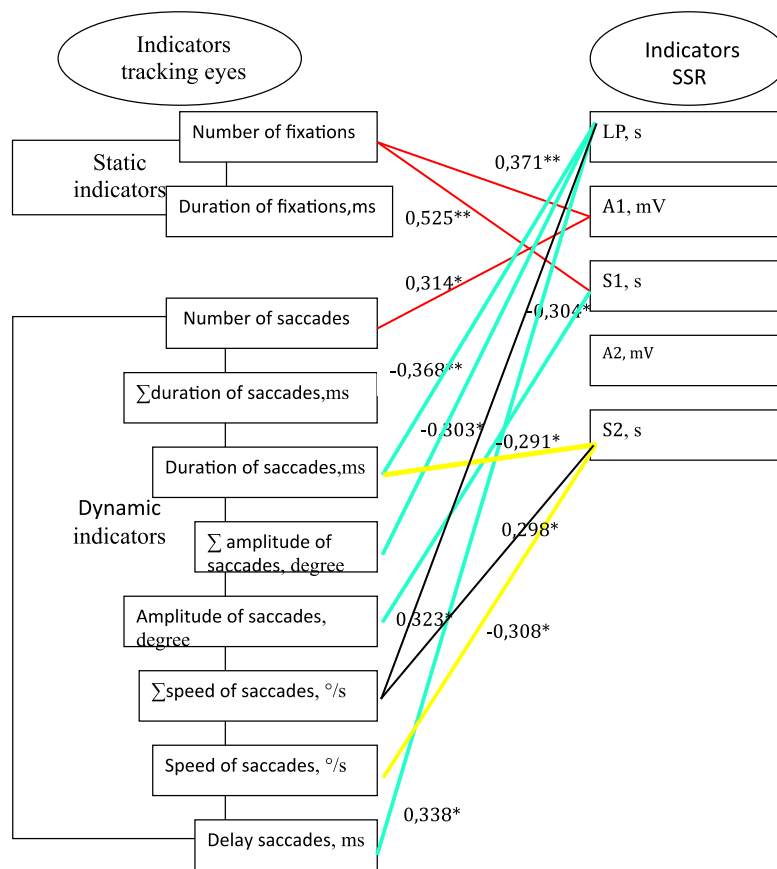 Indicators
tracking eyes
Indicators
SSR
Number of fixations
LP, s
0,371**
Static
indicators
Duration of fixations,ms
A1, mV
0,525**
S1, s
0,314*
-0,304*
Number of saccades
A2, mV
-0,368**
∑duration of saccades,ms
-0,303*
-0,291*
S2, s
Duration of saccades,ms
Dynamic
indicators
0,298*
∑ amplitude of
saccades, degree
Amplitude of saccades,
degree
0,323*
-0,308*
∑speed of saccades, °/s
Speed of saccades, °/s
0,338*
Delay saccades, ms